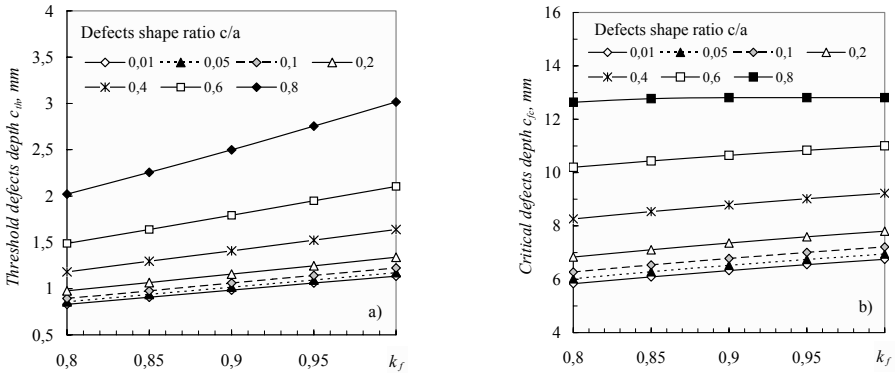 Defects shape ratio c/a
0,01 0,05 0,1 0,2
0,4 0,6 0,8
Threshold defects depth c_th, mm
4
3,5
3
2,5
2
1,5
1
0,5
0,8 0,85 0,9 0,95 k_f
a)
Defects shape ratio c/a
0,01 0,05 0,1 0,2
0,4 0,6 0,8
Critical defects depth c_fc, mm
16
14
12
10
8
6
4
0,8 0,85 0,9 0,95 k_f
b)